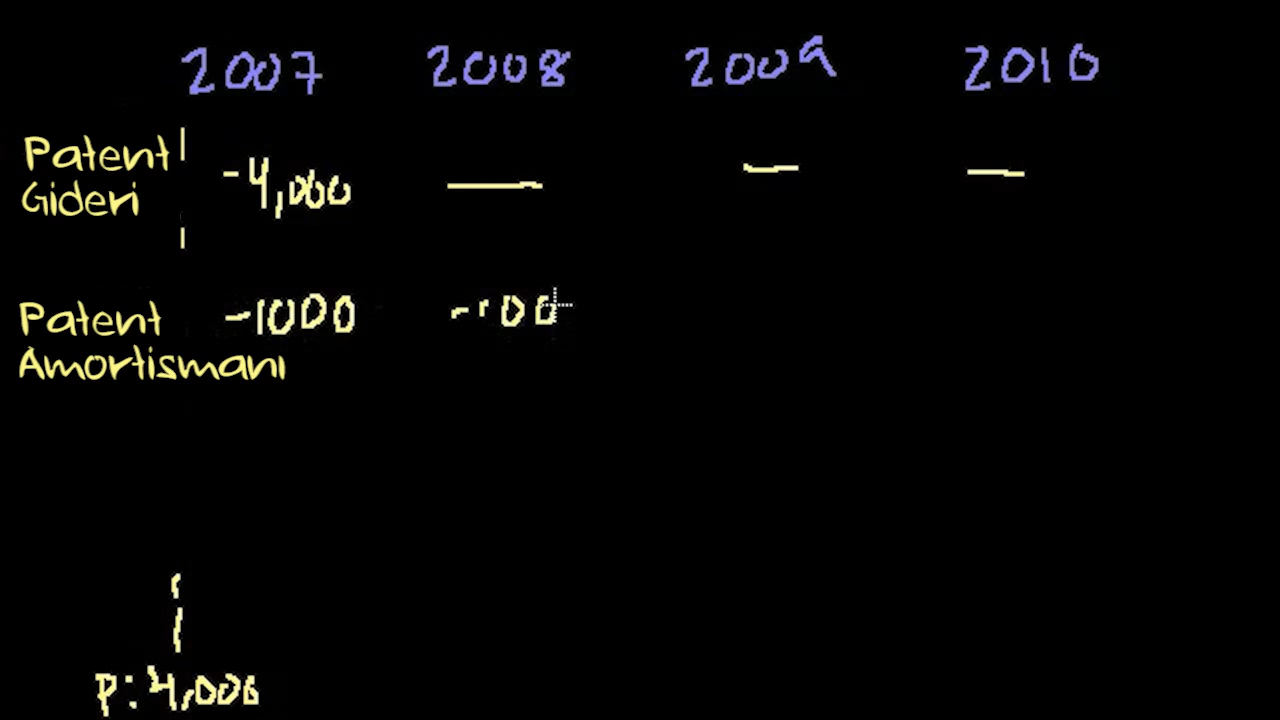 2007 2008 2009 2010
Patent -4,000 — — —
Gideri
Patent -1000 -100
Amortismanı
P: 4,000